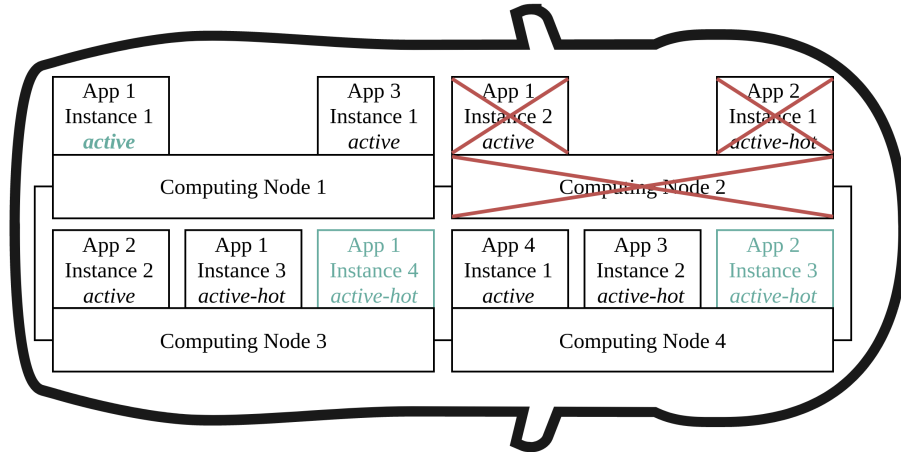 App 1
Instance 1
active
App 3
Instance 1
active
App 1
Instance 2
active
App 2
Instance 1
active-hot
Computing Node 1
Computing Node 2
App 2
Instance 2
active
App 1
Instance 3
active-hot
App 1
Instance 4
active-hot
App 4
Instance 1
active
App 3
Instance 2
active-hot
App 2
Instance 3
active-hot
Computing Node 3
Computing Node 4